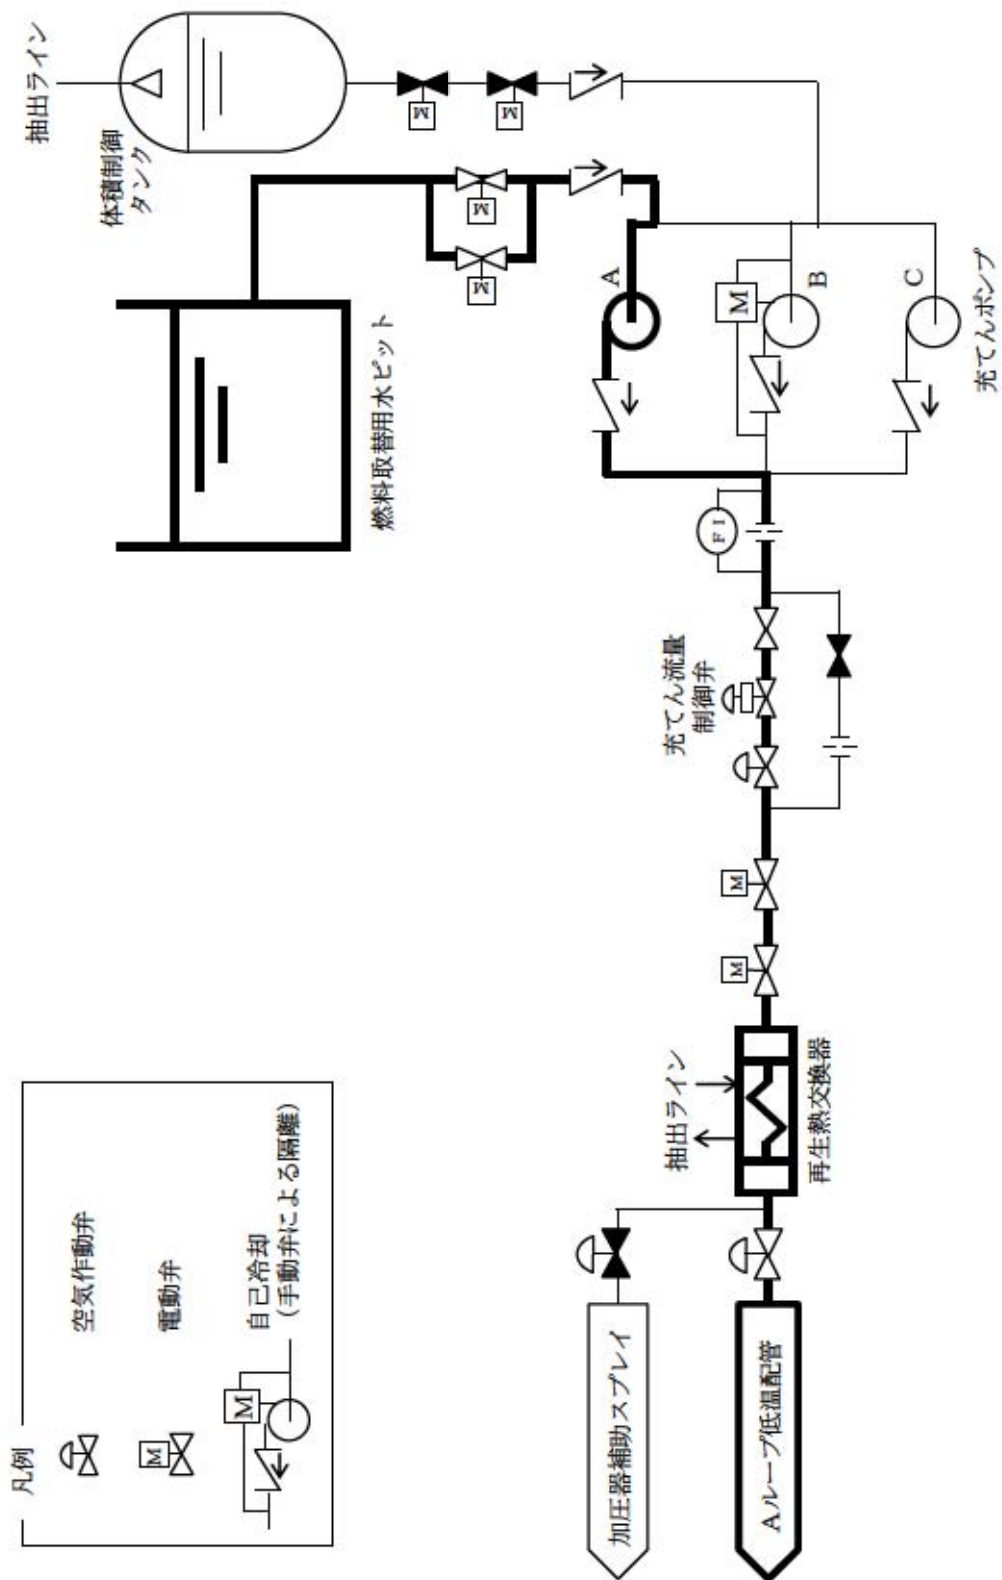 凡例
空気作動弁
M
電動弁
M
自己冷却
（手動弁による隔離）
抽出ライン
体積制御
タンク
M
M
M
M
燃料取替用水ピット
A
M
B
C
充てんポンプ
FI
充てん流量
制御弁
M
M
抽出ライン
再生熱交換器
加圧器補助スプレイ
Aループ低温配管